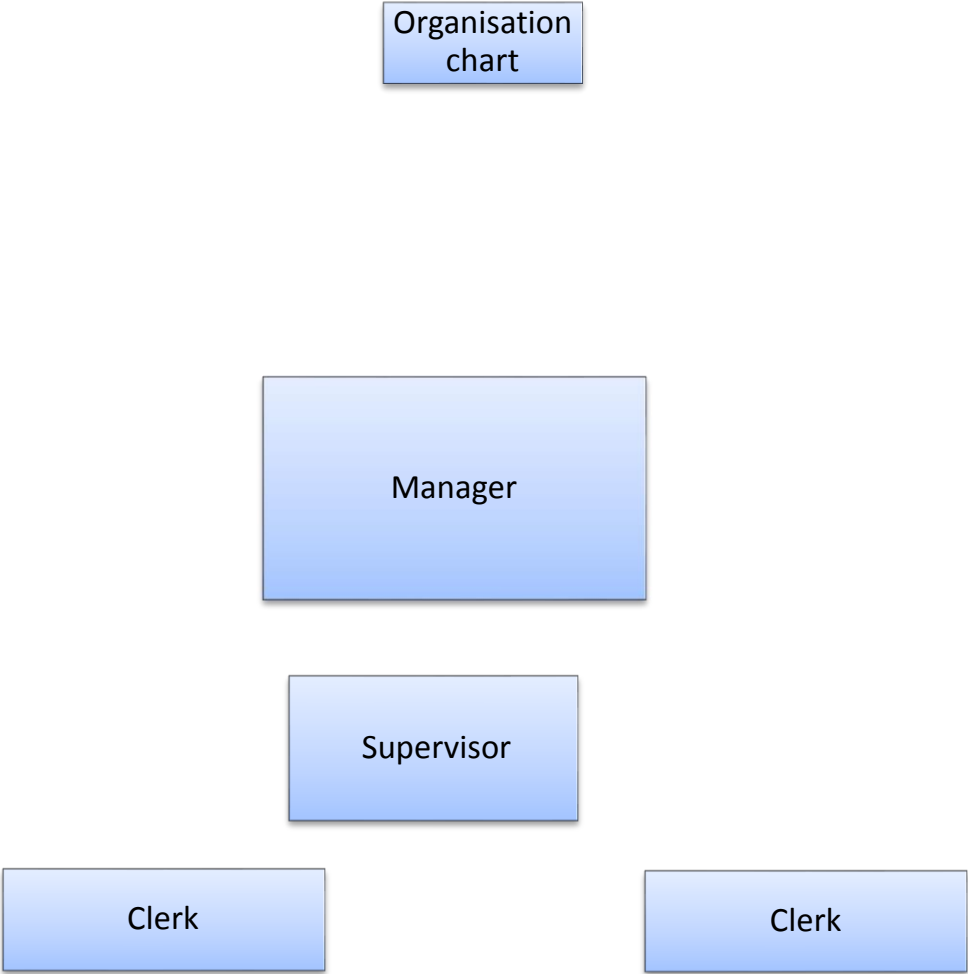 Organisation
chart
Manager
Supervisor
Clerk
Clerk